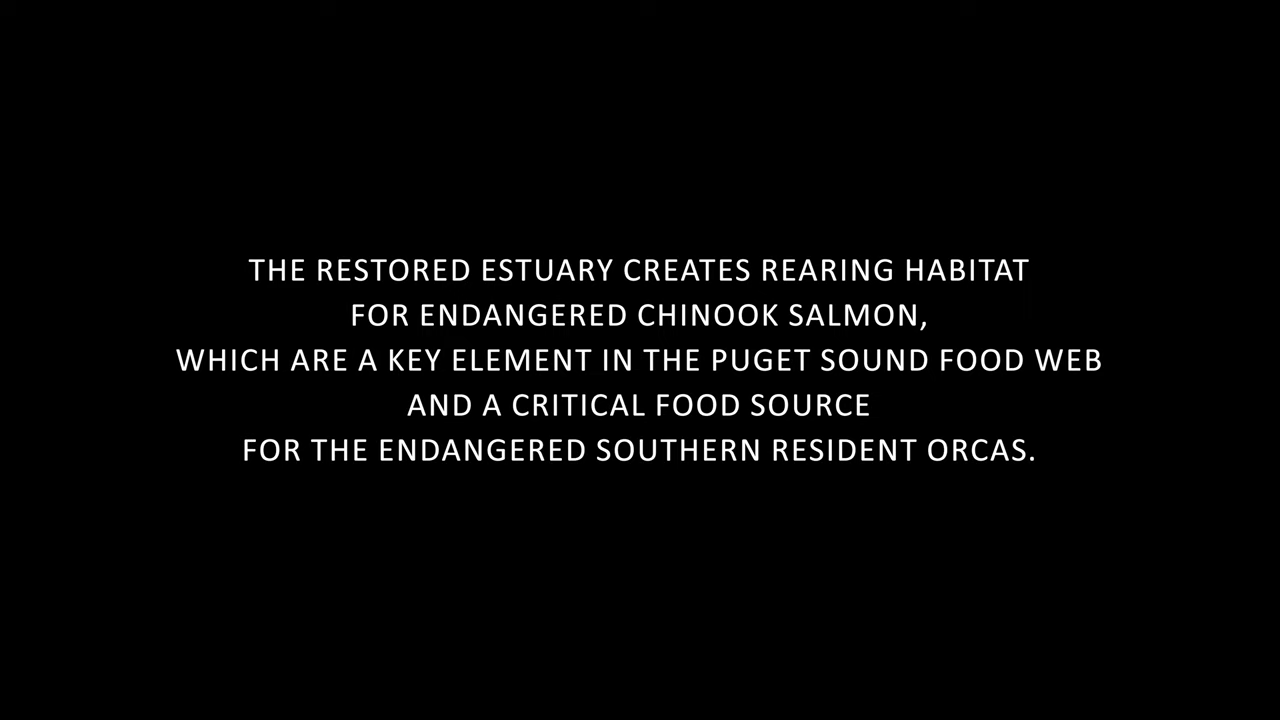 THE RESTORED ESTUARY CREATES REARING HABITAT
FOR ENDANGERED CHINOOK SALMON,
WHICH ARE A KEY ELEMENT IN THE PUGET SOUND FOOD WEB
AND A CRITICAL FOOD SOURCE
FOR THE ENDANGERED SOUTHERN RESIDENT ORCAS.